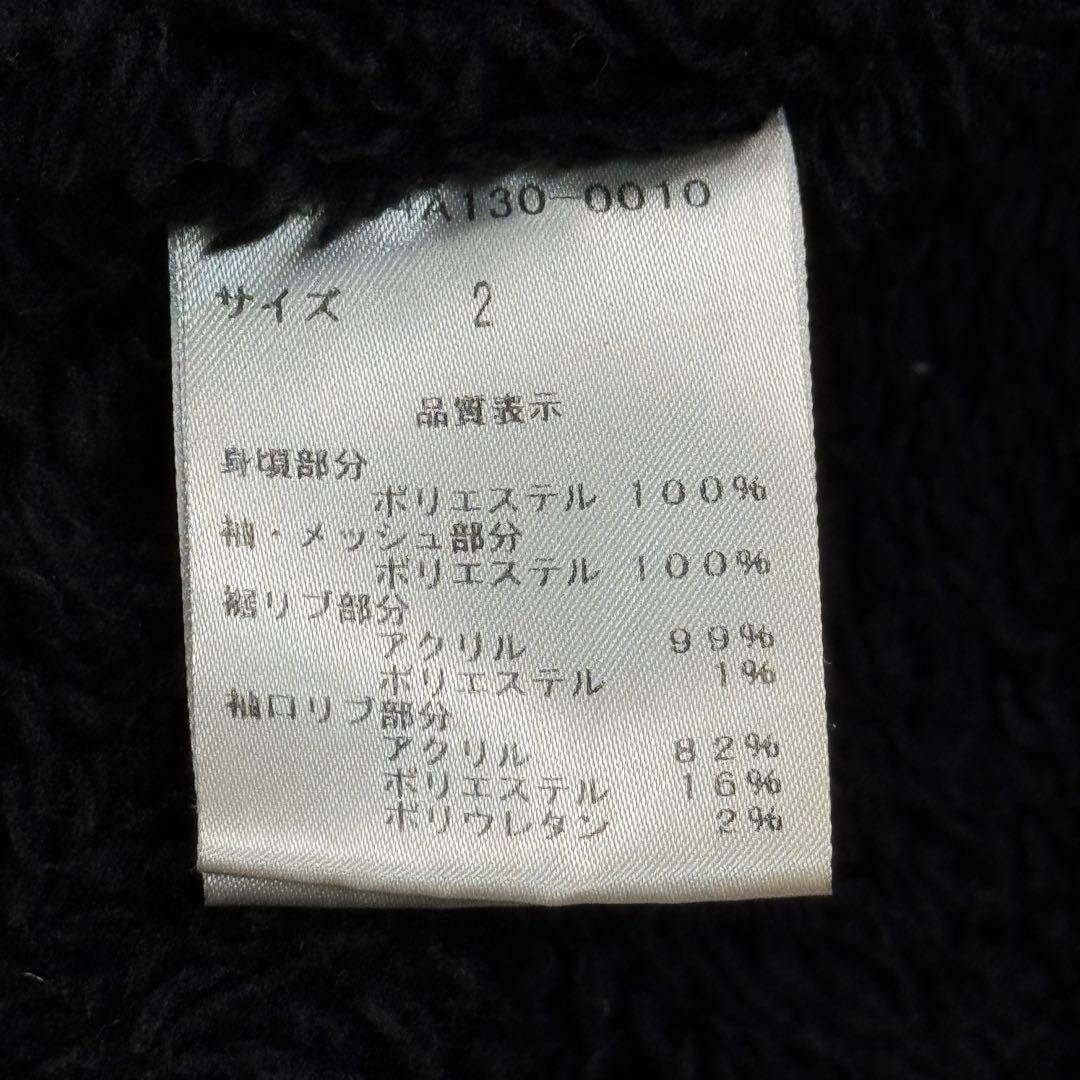 A130-0010
サイズ 2
品質表示
身頃部分
ポリエステル 100%
袖・メッシュ部分
ポリエステル 100%
裾リブ部分
アクリル 99%
ポリエステル 1%
袖口リブ部分
アクリル 82%
ポリエステル 16%
ポリウレタン 2%